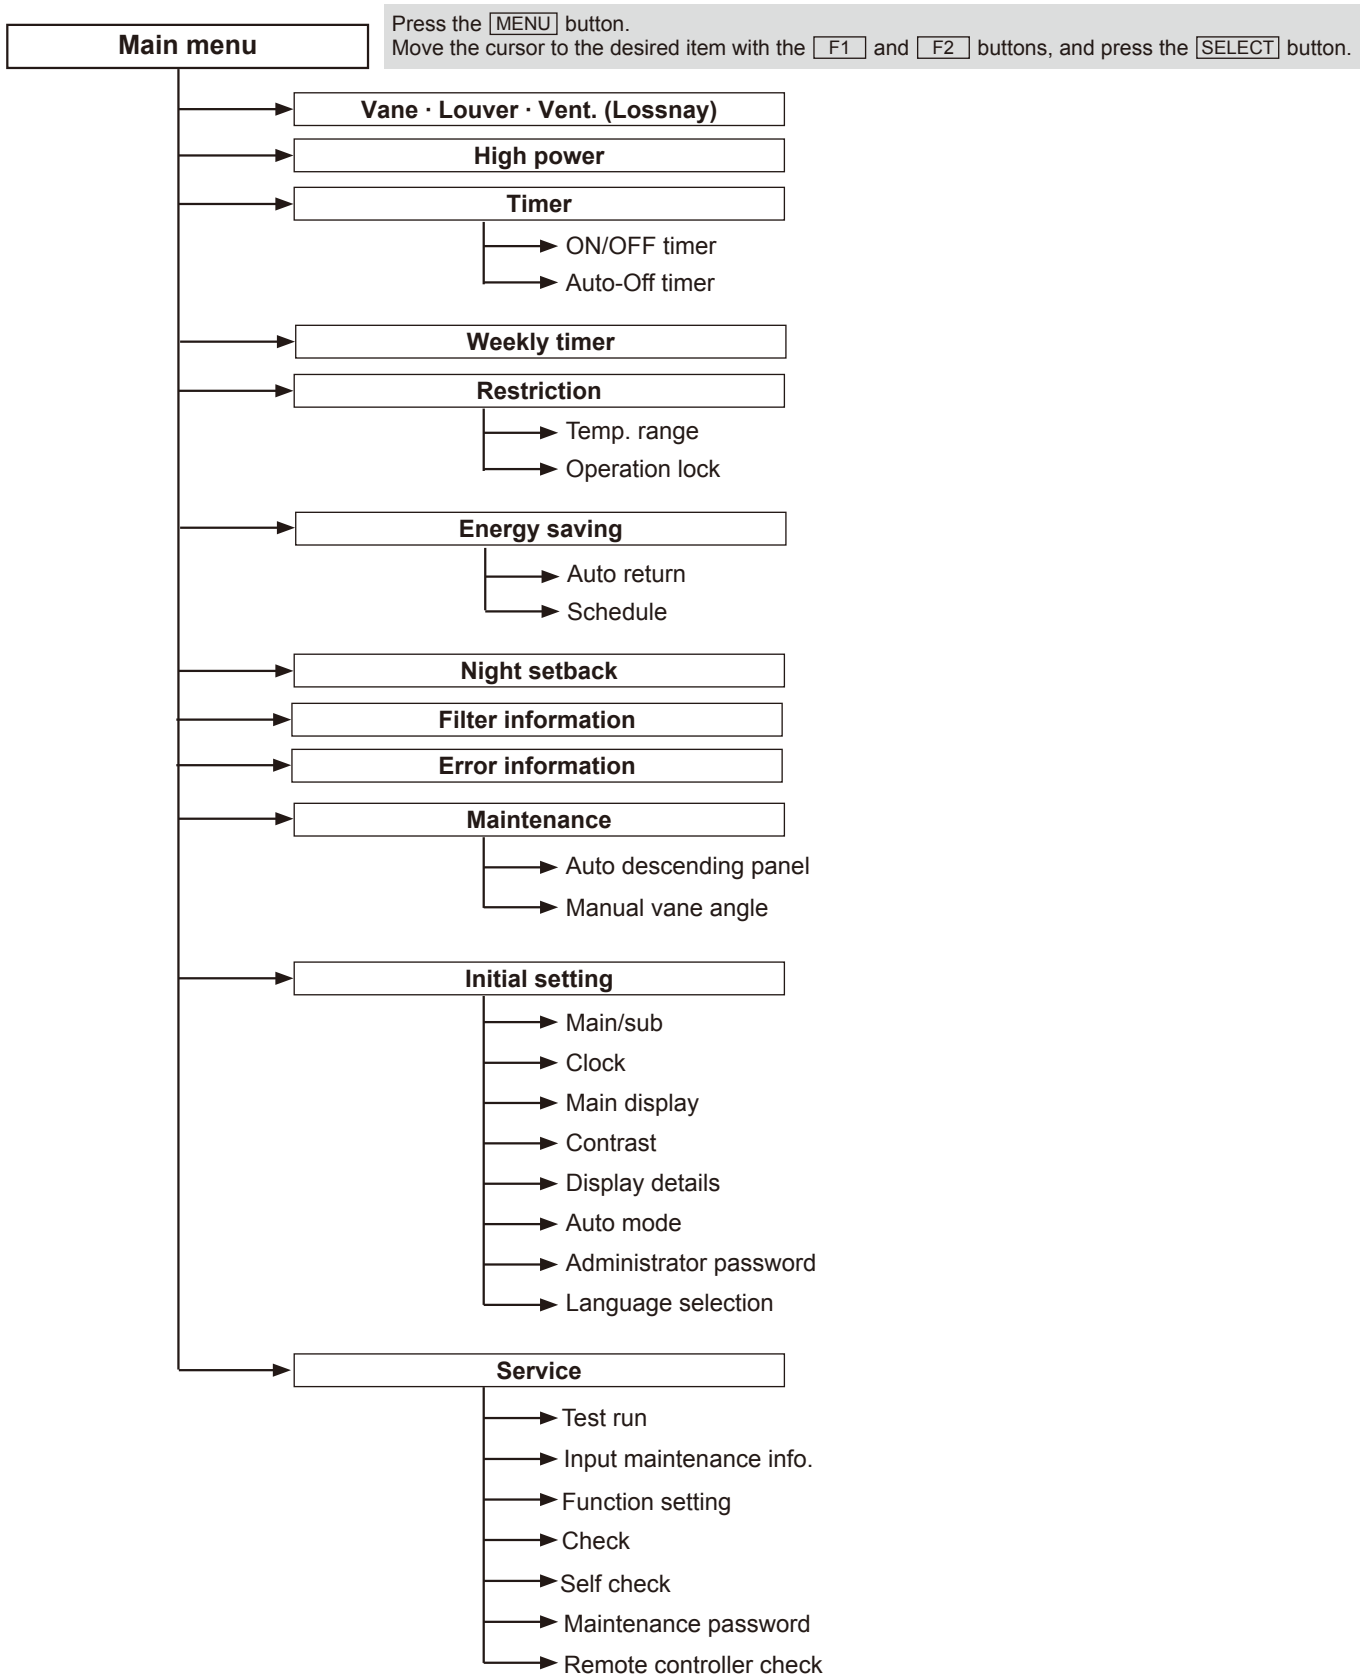 Main menu
Press the MENU button.
Move the cursor to the desired item with the F1 and F2 buttons, and press the SELECT button.
Vane · Louver · Vent. (Lossnay)
High power
Timer
ON/OFF timer
Auto-Off timer
Weekly timer
Restriction
Temp. range
Operation lock
Energy saving
Auto return
Schedule
Night setback
Filter information
Error information
Maintenance
Auto descending panel
Manual vane angle
Initial setting
Main/sub
Clock
Main display
Contrast
Display details
Auto mode
Administrator password
Language selection
Service
Test run
Input maintenance info.
Function setting
Check
Self check
Maintenance password
Remote controller check